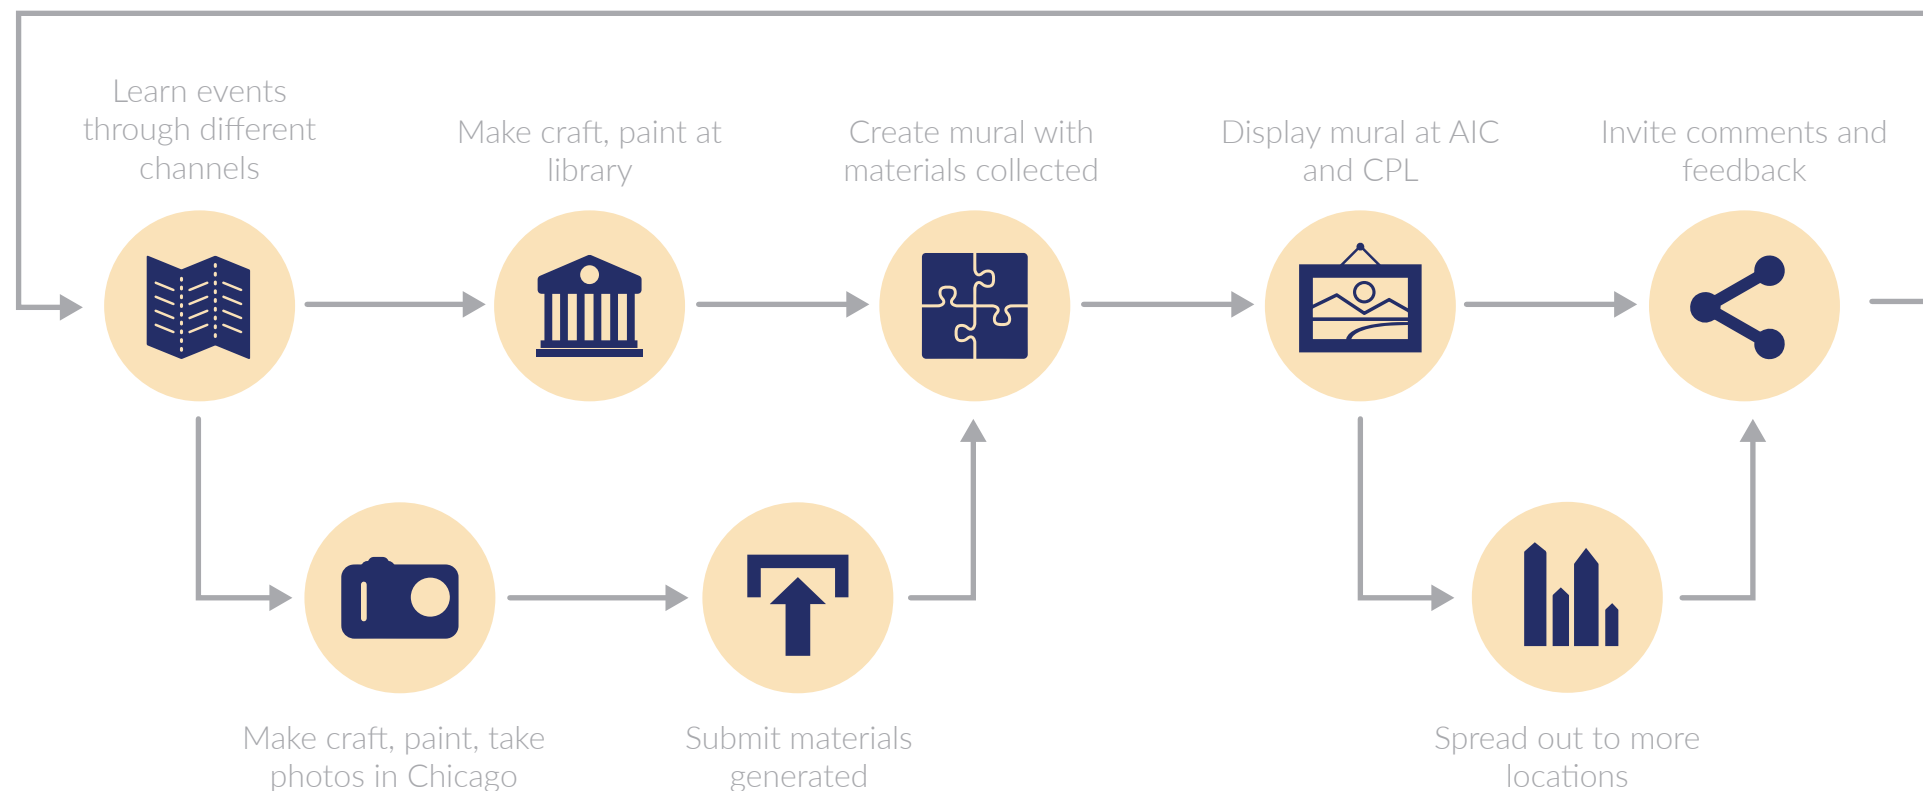 Learn events
through different
channels
Make craft, paint at
library
Create mural with
materials collected
Display mural at AIC
and CPL
Invite comments and
feedback
Make craft, paint, take
photos in Chicago
Submit materials
generated
Spread out to more
locations